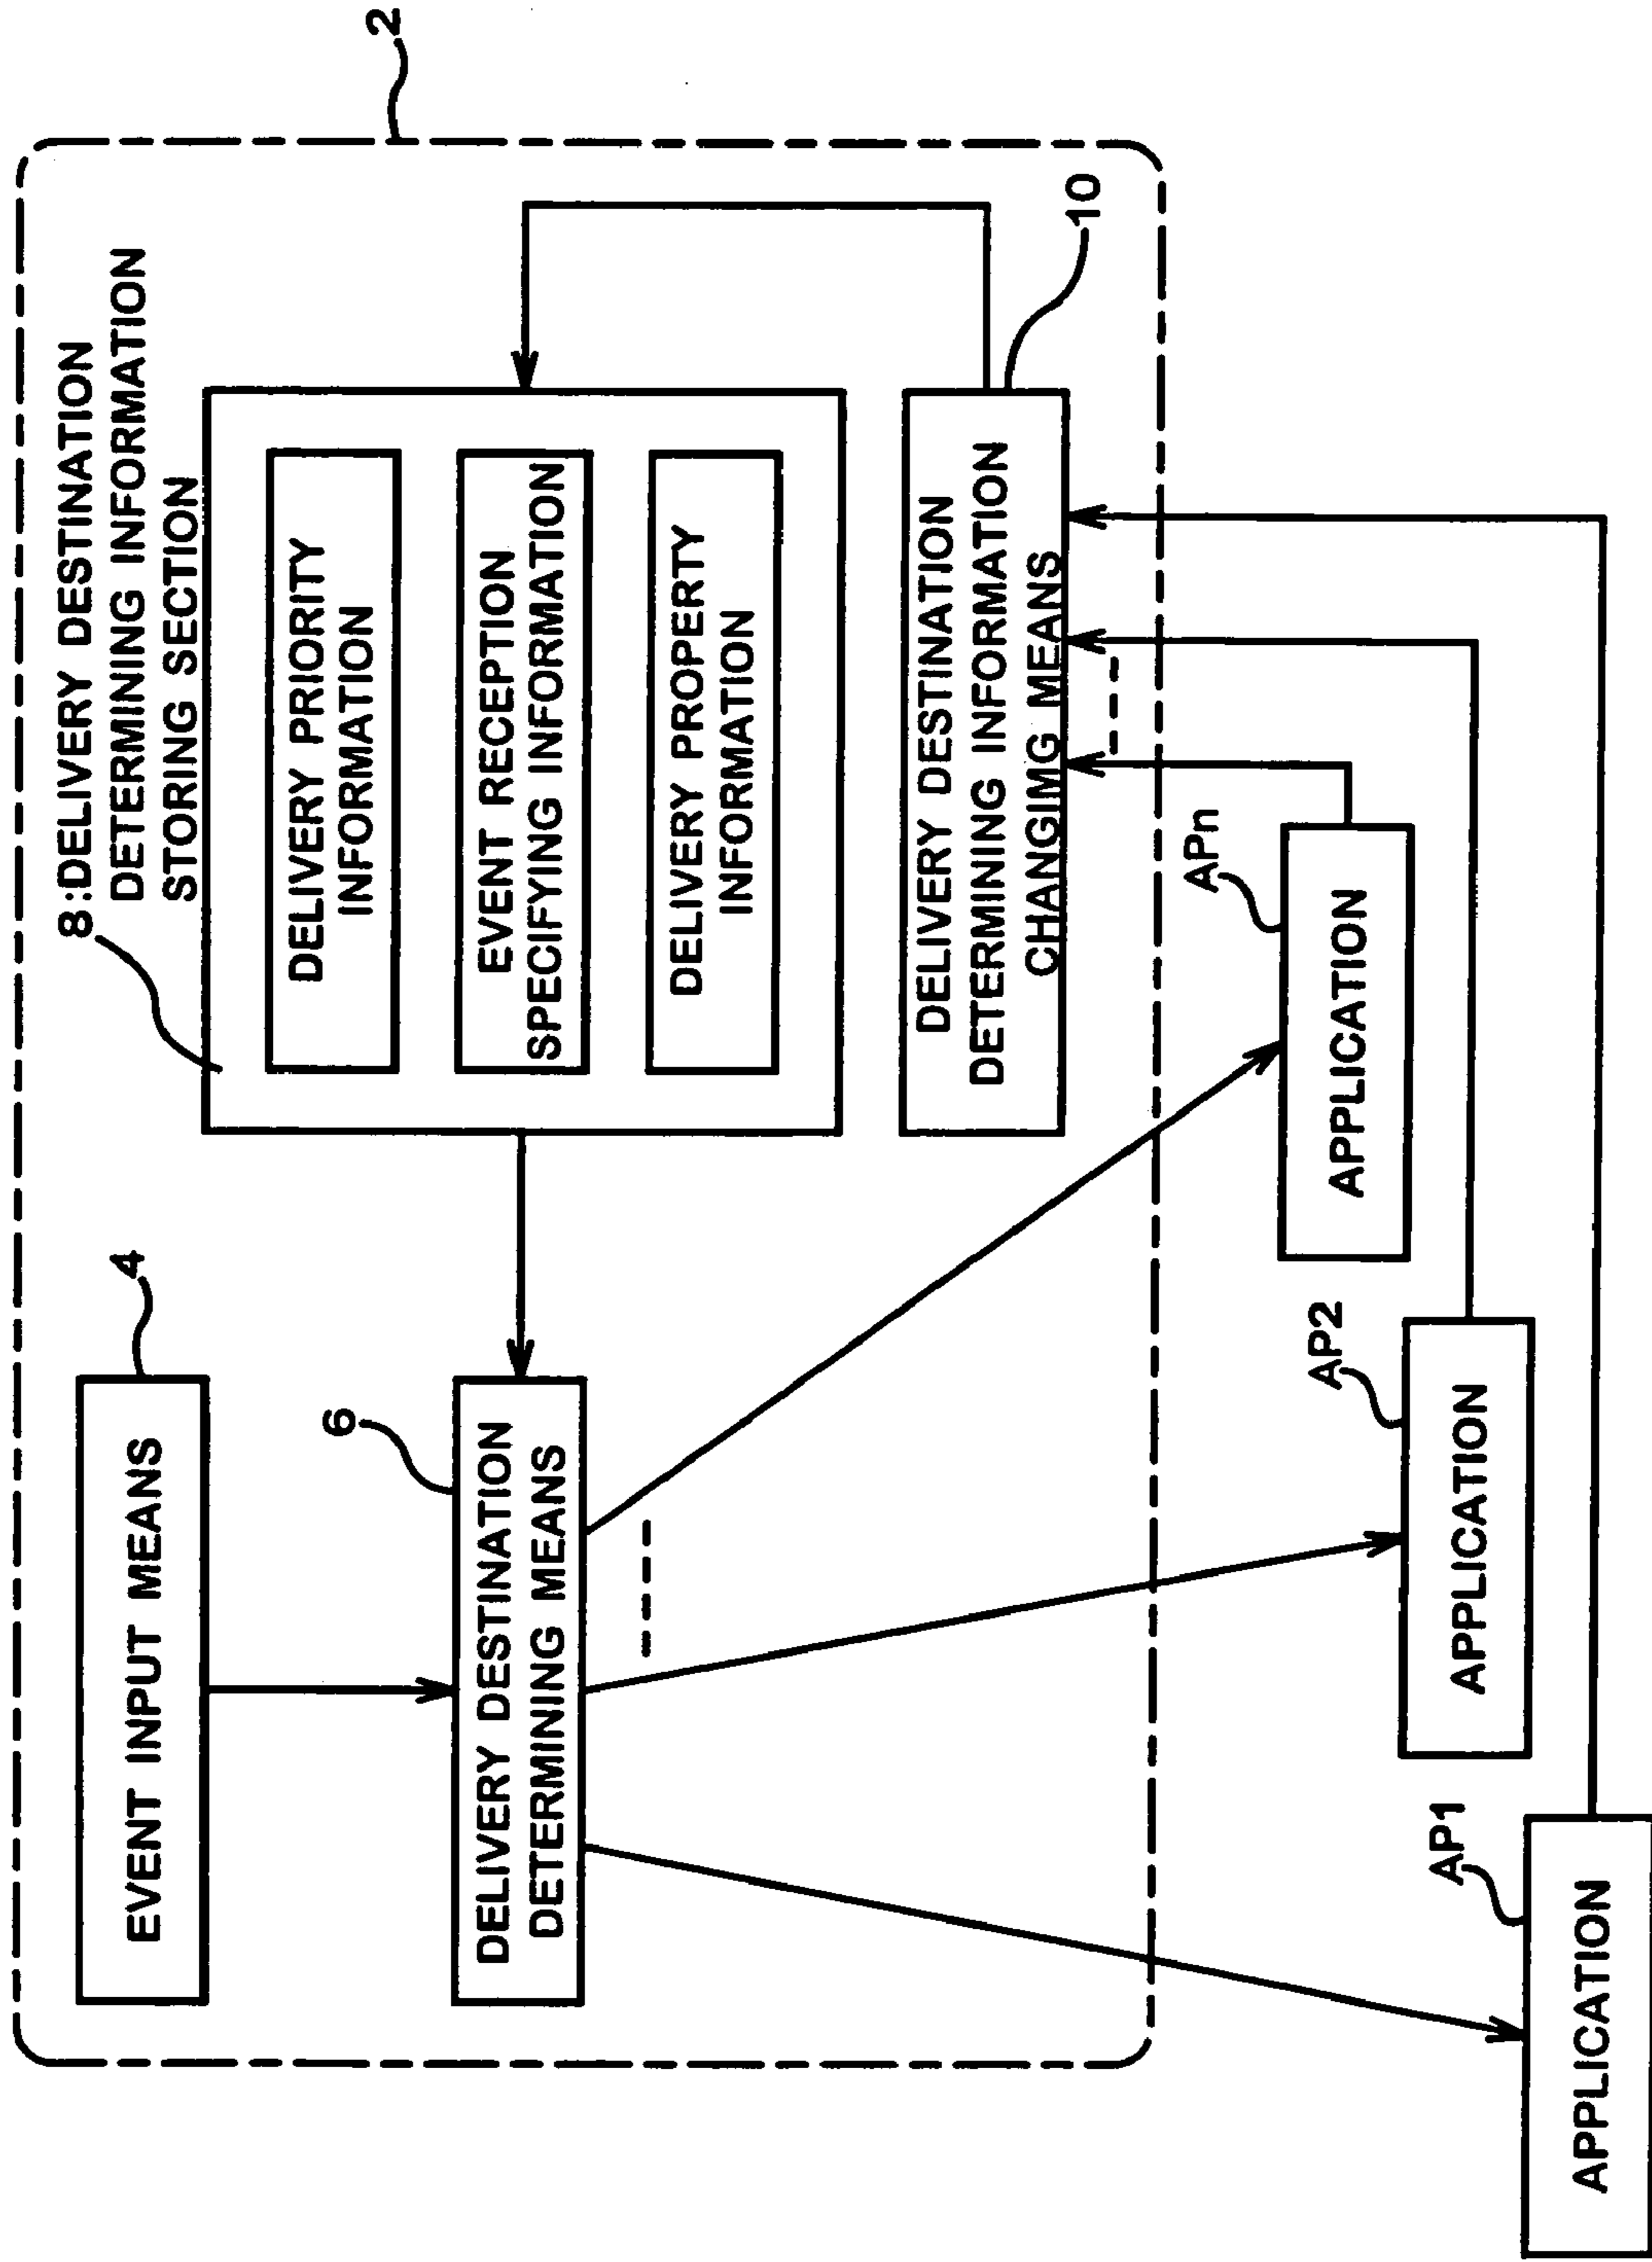 2
4
EVENT INPUT MEANS
6
DELIVERY DESTINATION
DETERMINING MEANS
8:DELIVERY DESTINATION
DETERMINING INFORMATION
STORING SECTION
DELIVERY PRIORITY
INFORMATION
EVENT RECEPTION
SPECIFYING INFORMATION
DELIVERY PROPERTY
INFORMATION
10
DELIVERY DESTINATION
DETERMINING INFORMATION
CHANGIMG MEANS
AP1
APPLICATION
AP2
APPLICATION
APn
APPLICATION